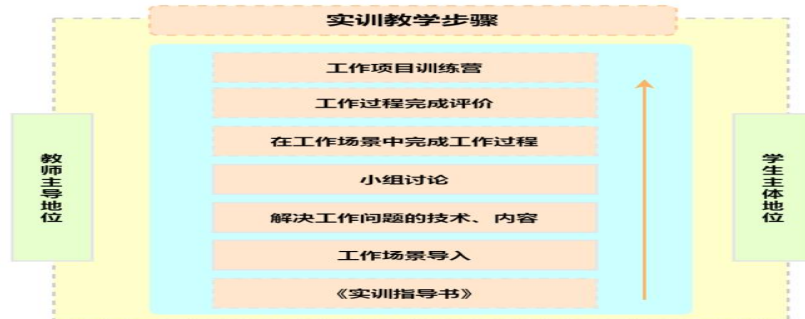 实训教学步骤
工作项目训练营
工作过程完成评价
在工作场景中完成工作过程
小组讨论
解决工作问题的技术、内容
工作场景导入
《实训指导书》
教师主导地位
学生主体地位